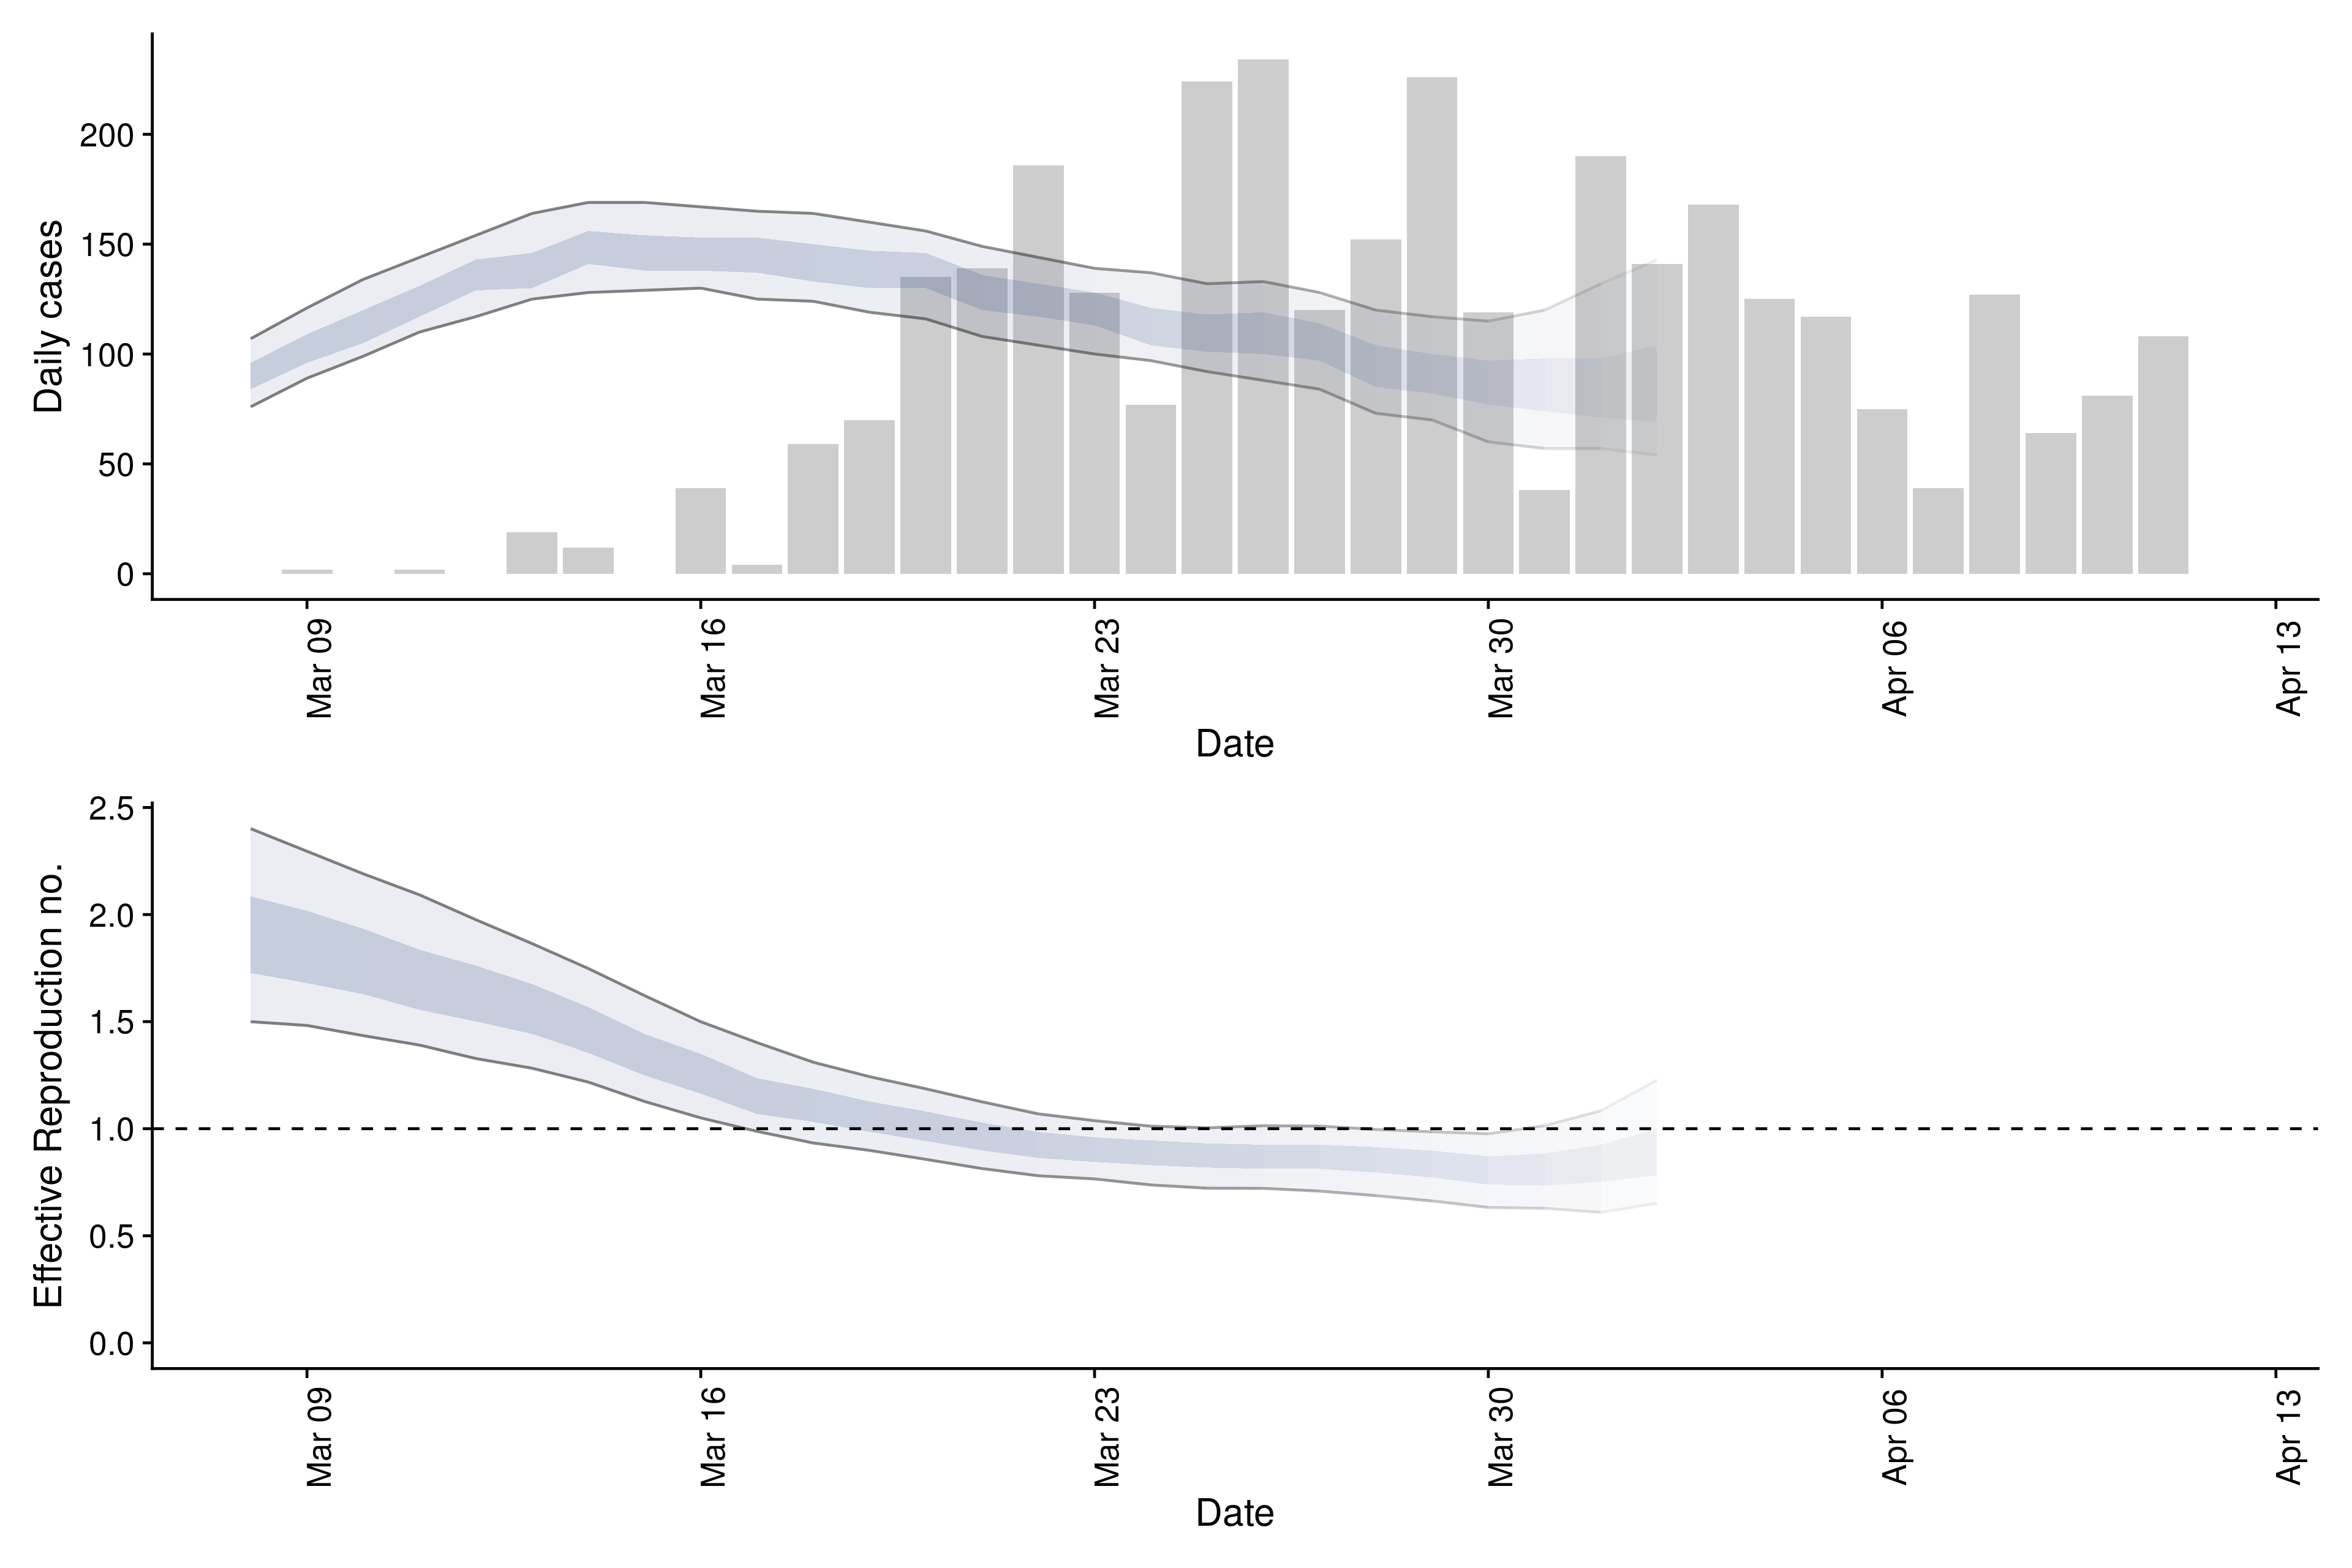 Daily cases
200
150
100
50
0
Mar 09
Mar 16
Mar 23
Mar 30
Apr 06
Apr 13
Date
Effective Reproduction no.
2.5
2.0
1.5
1.0
0.5
0.0
Mar 09
Mar 16
Mar 23
Mar 30
Apr 06
Apr 13
Date